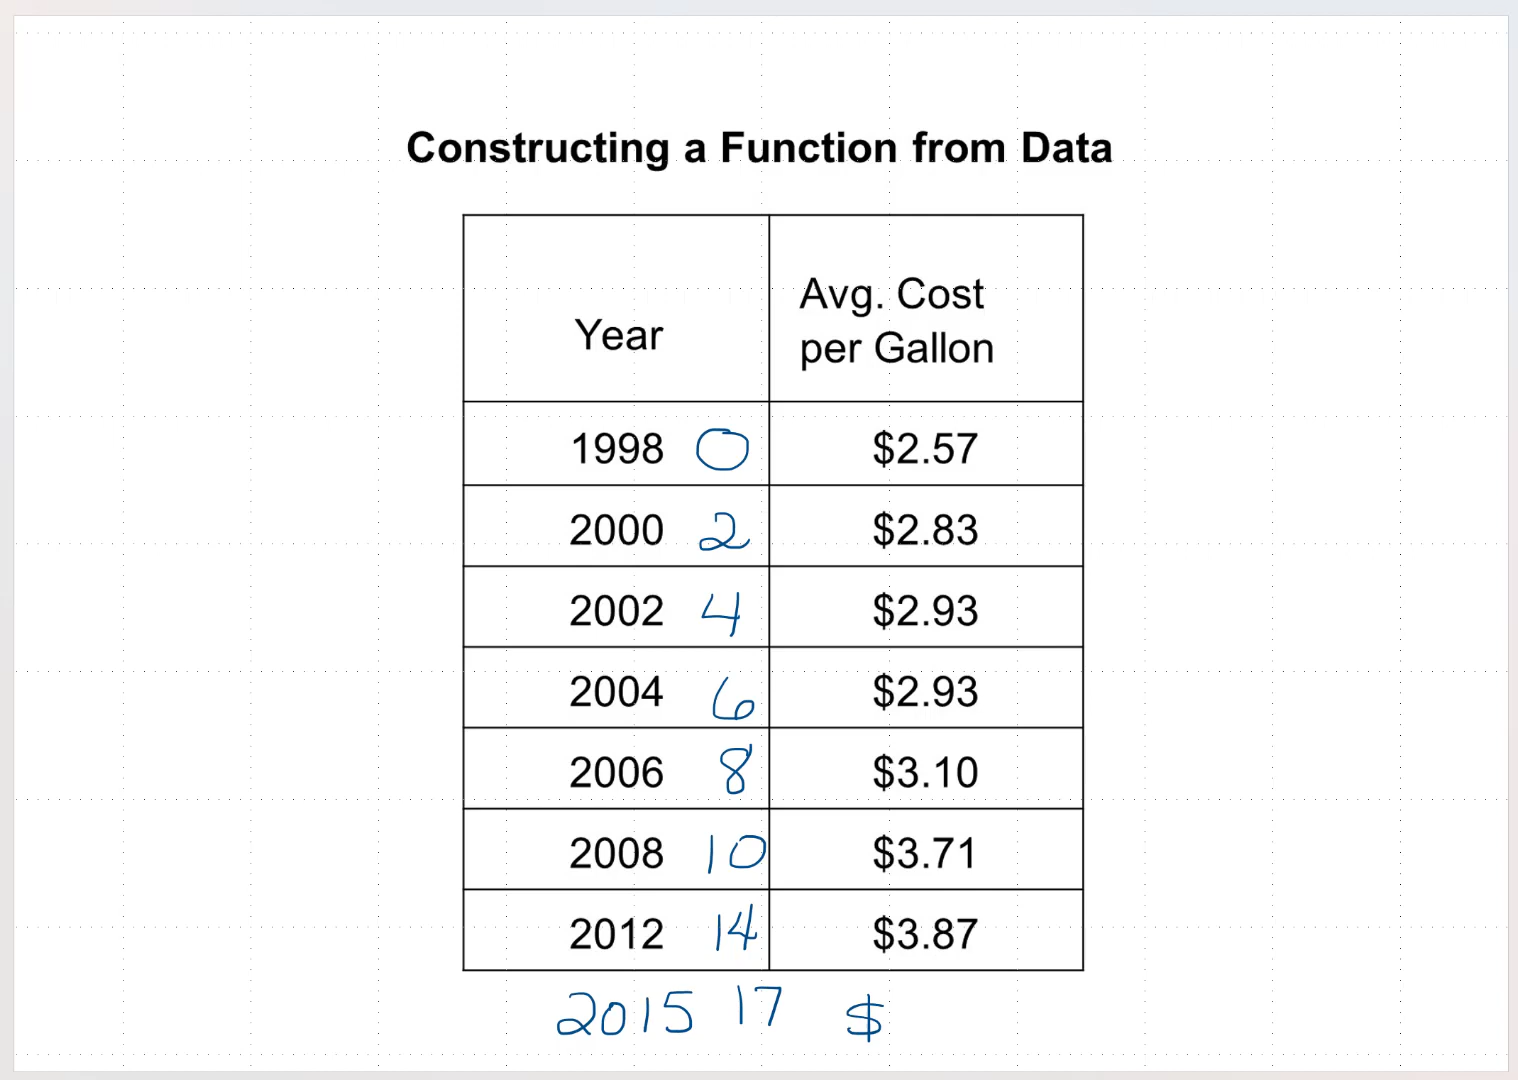 Constructing a Function from Data
Year
Avg. Cost
per Gallon
1998 0 $2.57
2000 2 $2.83
2002 4 $2.93
2004 6 $2.93
2006 8 $3.10
2008 10 $3.71
2012 14 $3.87
2015 17 $